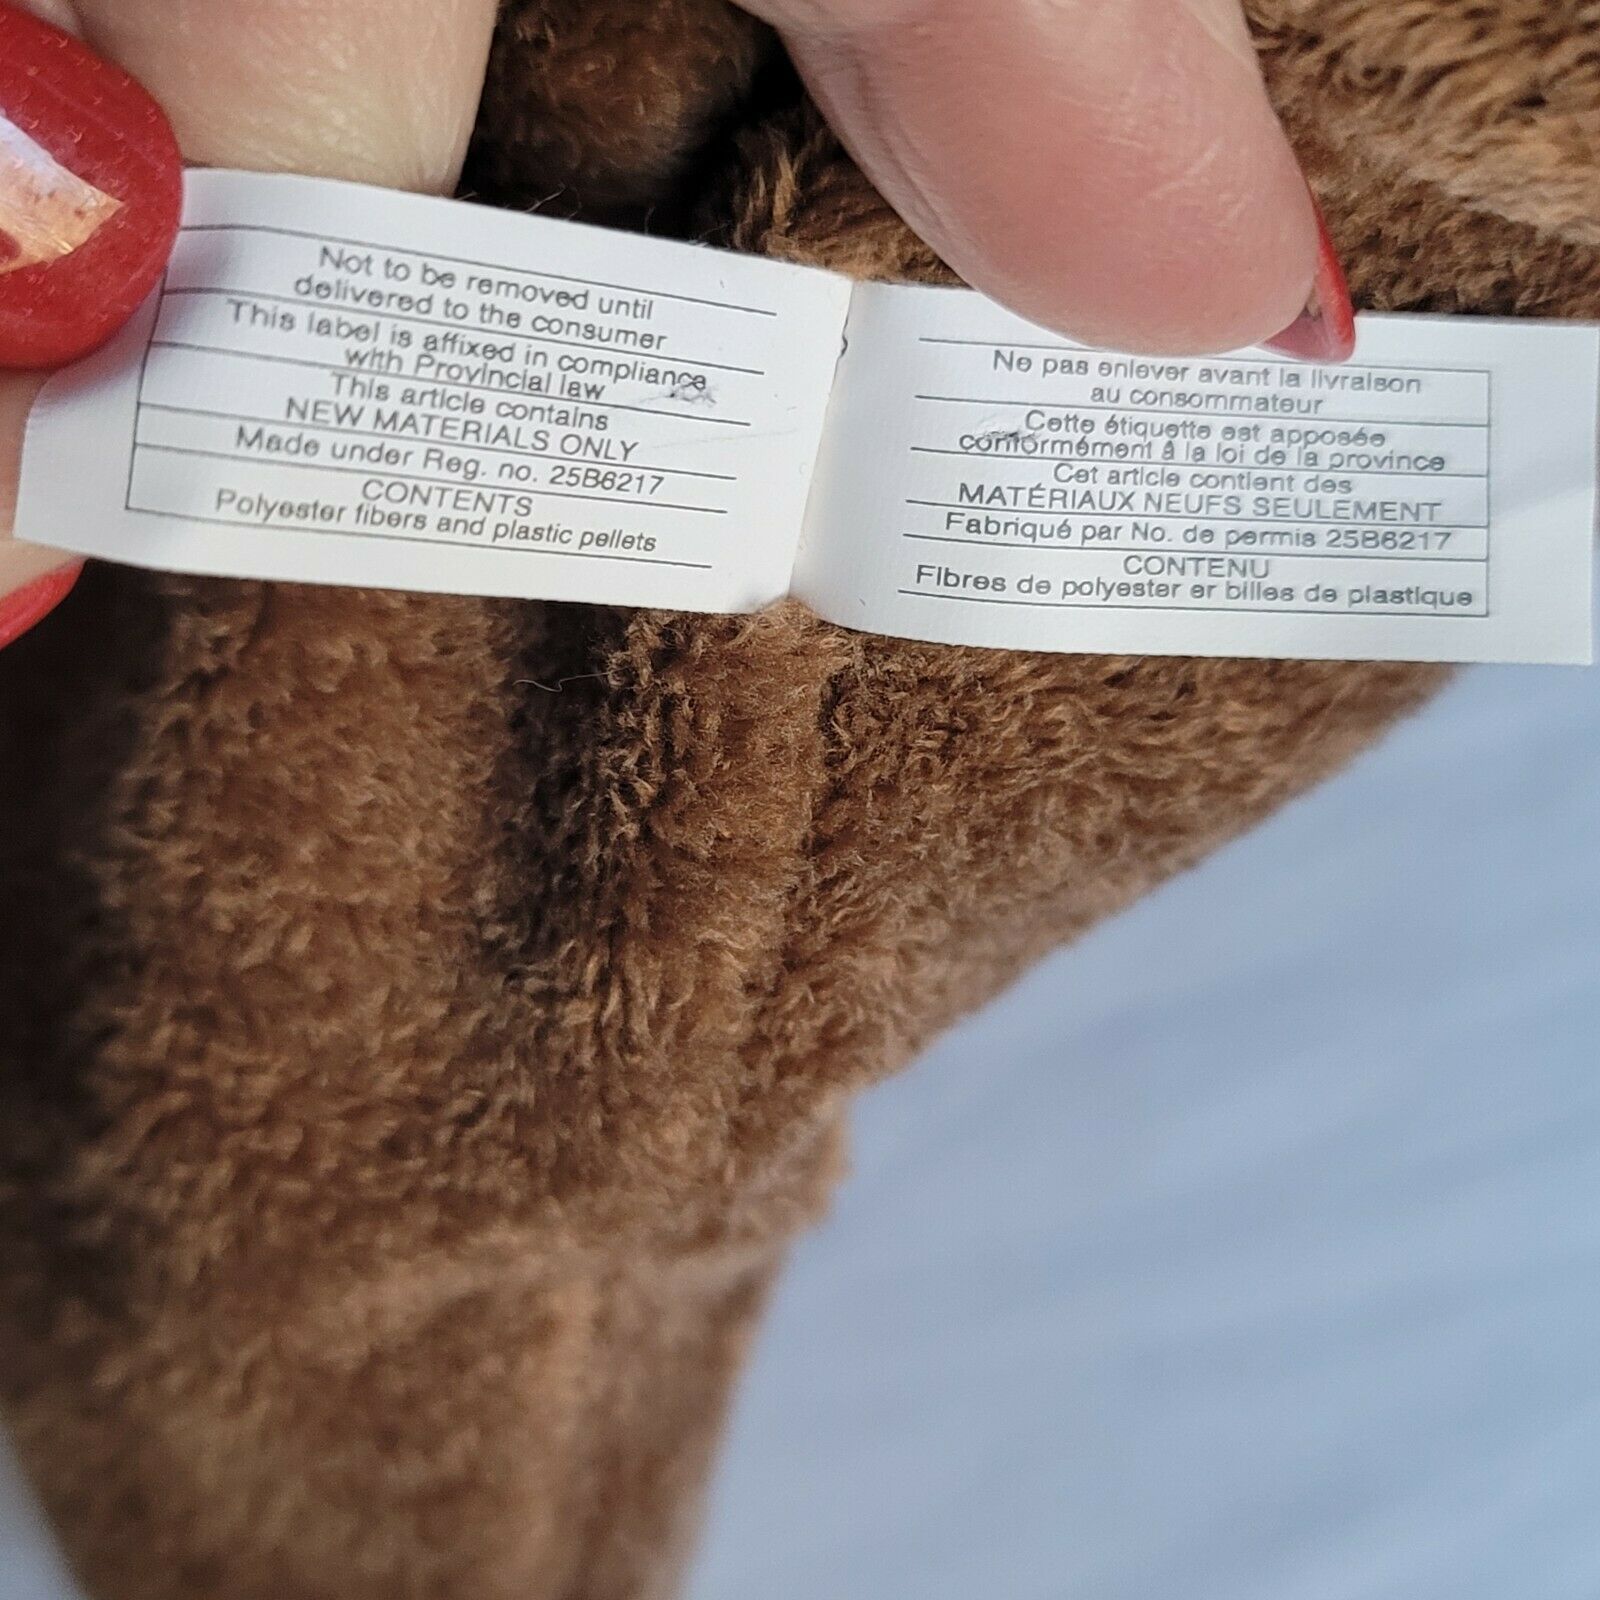 Not to be removed until
delivered to the consumer
This label is affixed in compliance
with Provincial law
This article contains
NEW MATERIALS ONLY
Made under Reg. no. 25B6217
CONTENTS
Polyester fibers and plastic pellets
Ne pas enlever avant la livraison
au consommateur
Cette étiquette est apposée
conformément à la loi de la province
Cet article contient des
MATÉRIAUX NEUFS SEULEMENT
Fabriqué par No. de permis 25B6217
CONTENU
Fibres de polyester er billes de plastique